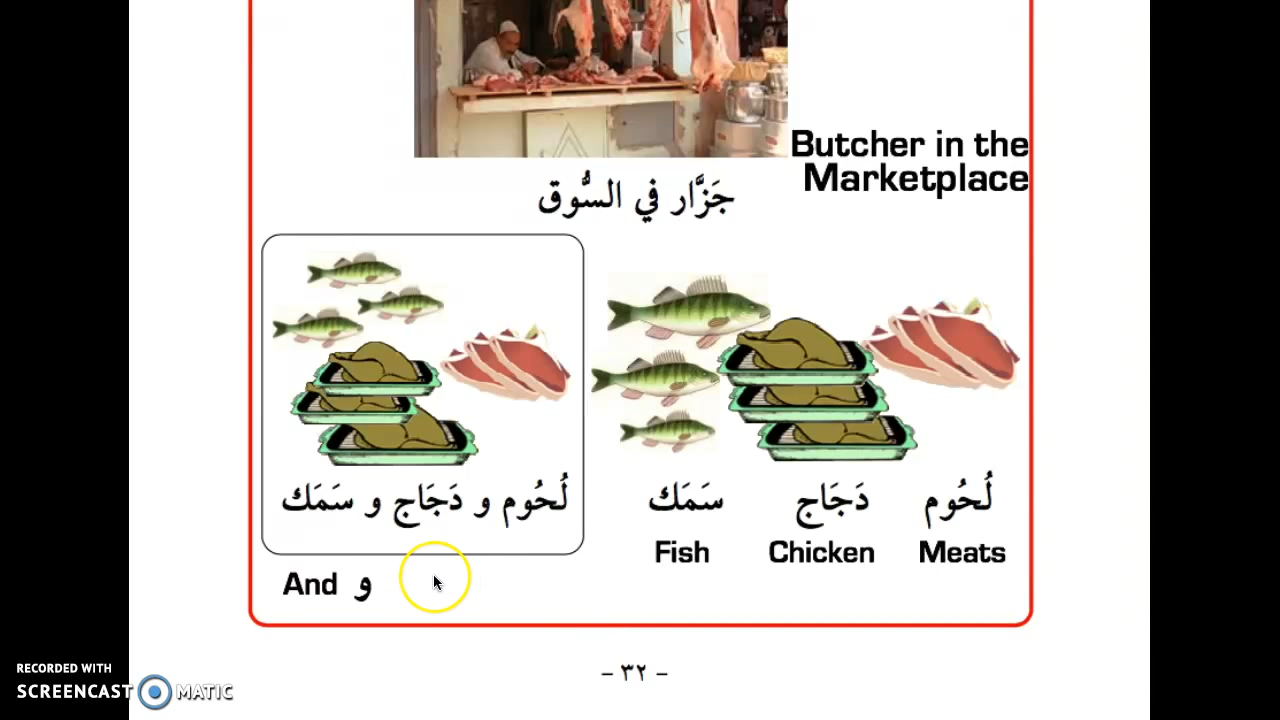 Butcher in the
Marketplace
جَزَّار في السُّوق
لُحُوم و دَجَاج و سَمَك
لُحُوم
دَجَاج
سَمَك
Fish
Chicken
Meats
And و
- ٣٢ -
RECORDED WITH
SCREENCAST MATIC